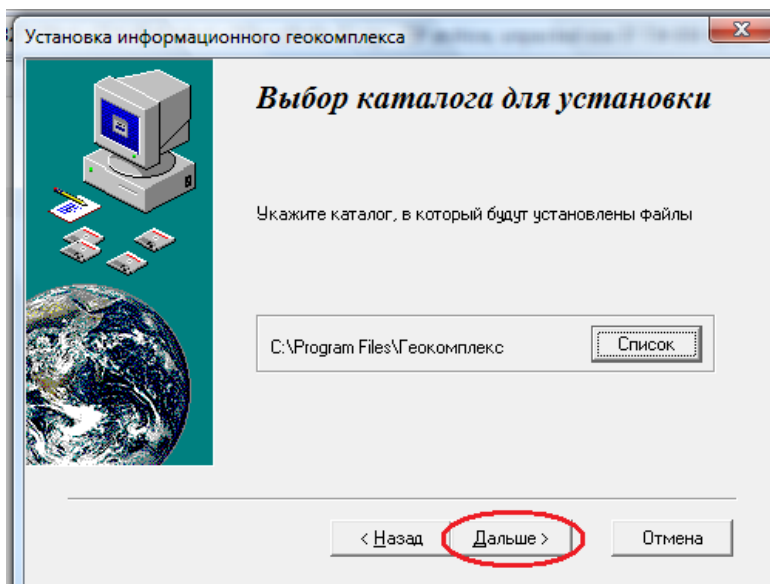 Установка информационного геокомплекса
Выбор каталога для установки
Укажите каталог, в который будут установлены файлы
C:\Program Files\Геокомплекс
Список
< Назад
Дальше >
Отмена